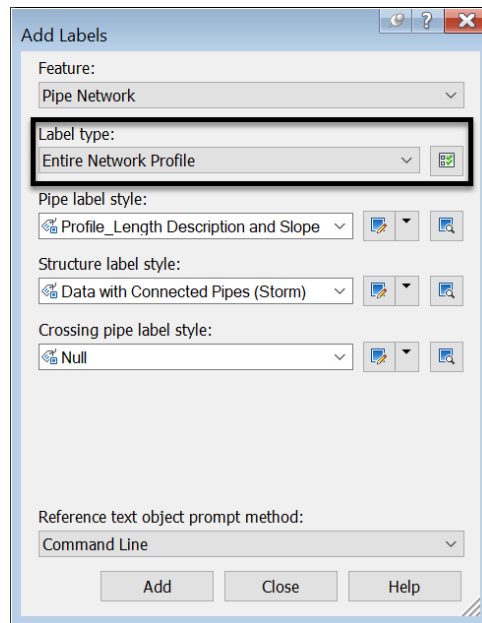 Add Labels
?
Feature:
Pipe Network
Label type:
Entire Network Profile
Pipe label style:
Profile_Length Description and Slope
Structure label style:
Data with Connected Pipes (Storm)
Crossing pipe label style:
Null
Reference text object prompt method:
Command Line
Add Close Help